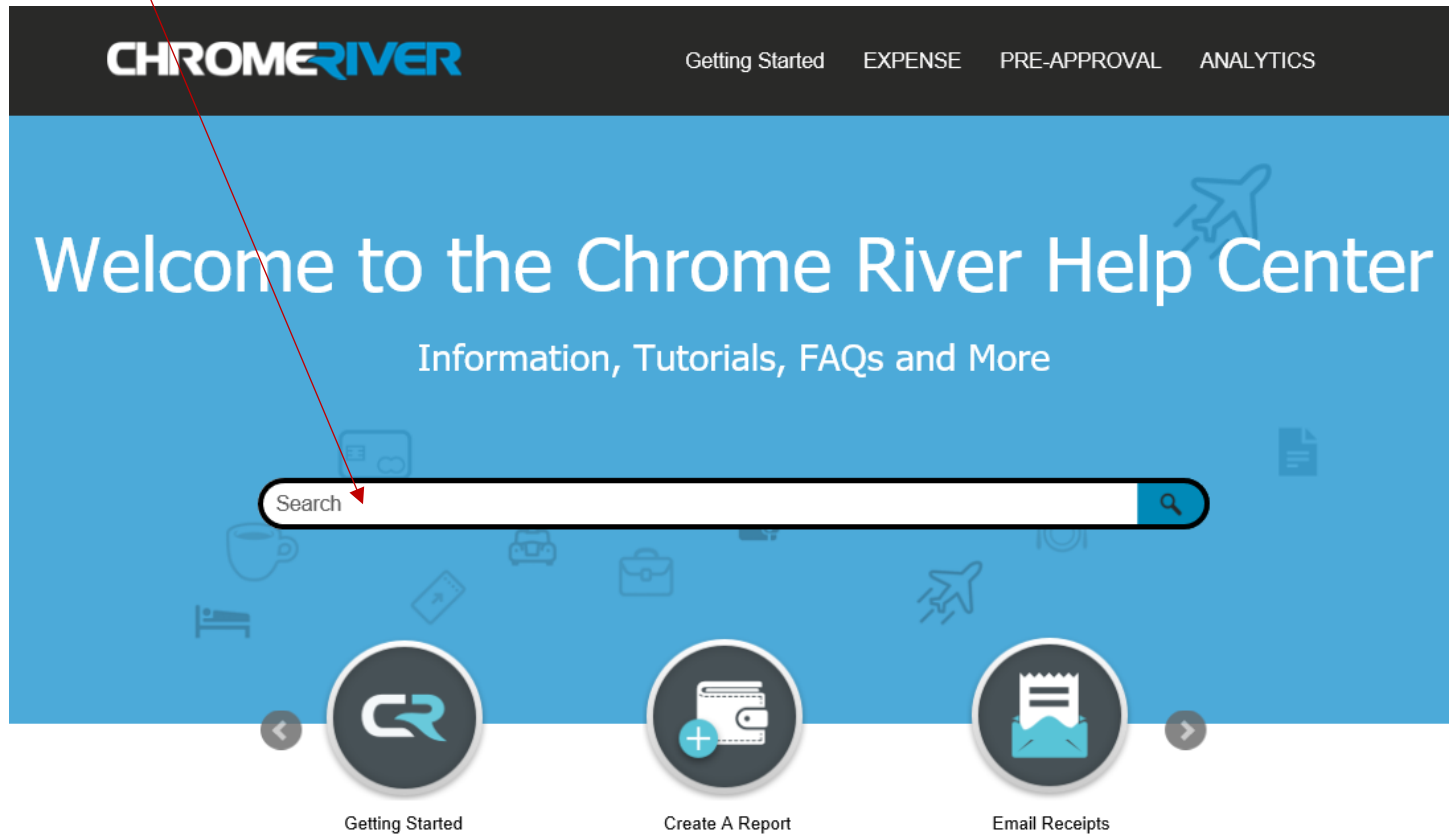 CHROMERIVER Getting Started EXPENSE PRE-APPROVAL ANALYTICS
Welcome to the Chrome River Help Center
Information, Tutorials, FAQs and More
Search
CR
Getting Started Create A Report Email Receipts